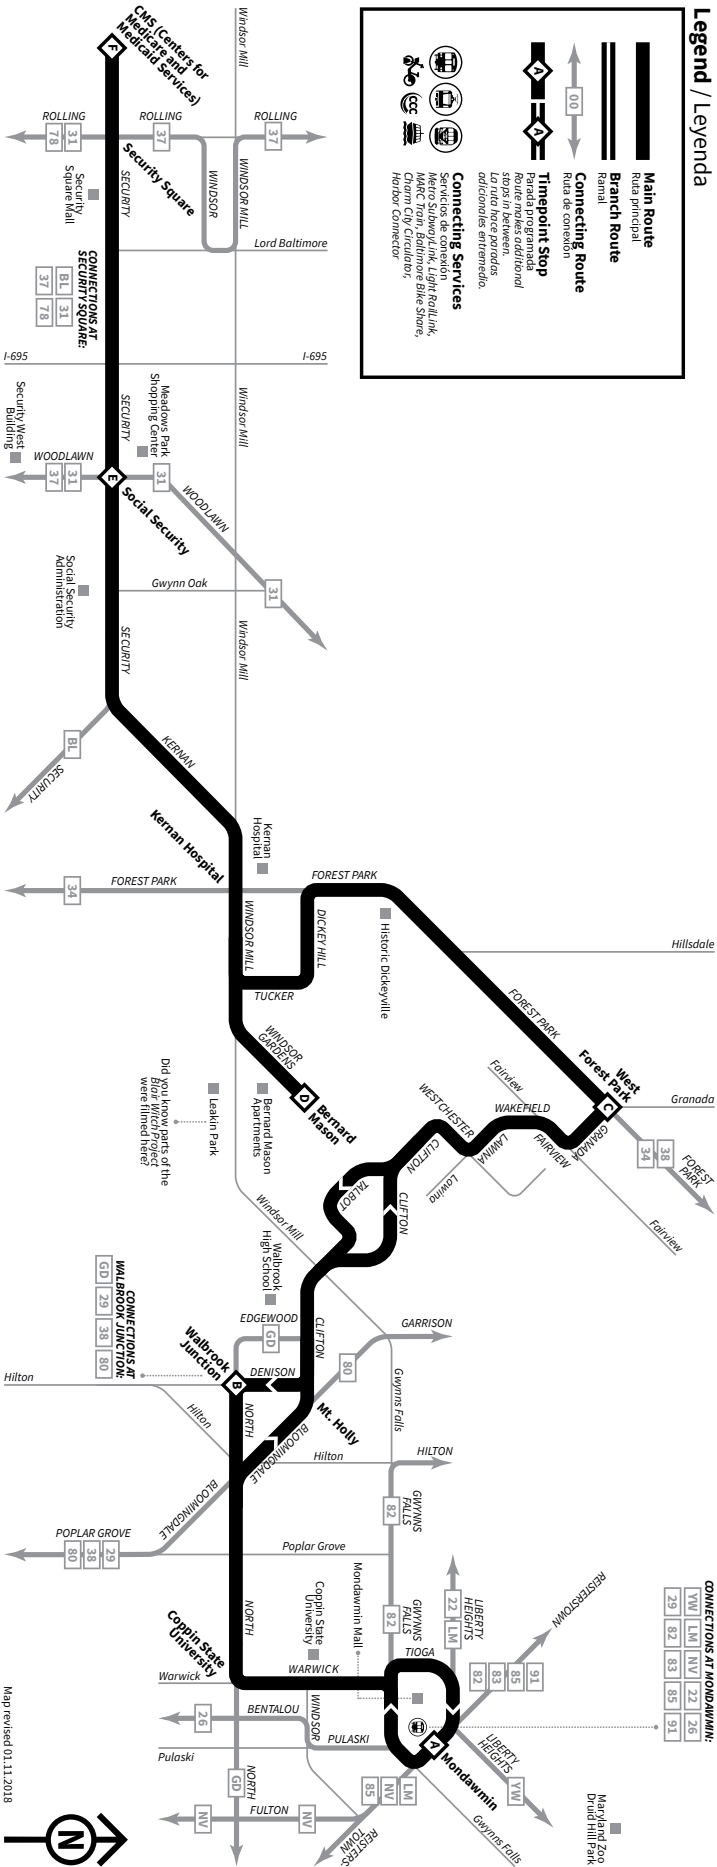 Legend / Leyenda
Main Route
Ruta principal
Branch Route
Ramal
00
Connecting Route
Ruta de conexión
A
A
Timepoint Stop
Parada programada
Route makes additional
stops in between.
La ruta hace paradas
adicionales entremedio.
CCC
Connecting Services
Servicios de conexión
Metro SubwayLink, Light RailLink,
MARC Train, Baltimore Bike Share,
Charm City Circulator,
Harbor Connector
F
CMS (Centers for
Medicare and
Medicaid Services)
Windsor Mill
ROLLING
ROLLING
ROLLING
78
31
37
37
Security Square
Security
Square Mall
SECURITY
WINDSOR
WINDSOR MILL
Lord Baltimore
CONNECTIONS AT
SECURITY SQUARE:
BL
31
37
78
I-695
I-695
SECURITY
Windsor Mill
Meadows Park
Shopping Center
Security West
Building
WOODLAWN
37
31
31
E
Social Security
WOODLAWN
31
Gwynn Oak
Social Security
Administration
SECURITY
Windsor Mill
BL
SECURITY
KERNAN
Kernan Hospital
Kernan
Hospital
34
FOREST PARK
FOREST PARK
WINDSOR MILL
DICKEY HILL
TUCKER
Historic Dickeyville
Hillsdale
FOREST PARK
WINDSOR
GARDENS
D
Bernard
Mason
Bernard Mason
Apartments
Leakin Park
Did you know parts of the
Blair Witch Project
were filmed here?
West
Forest Park
C
Granada
GRANADA
34
38
FOREST
PARK
Fairview
Fairview
WAKEFIELD
FAIRVIEW
LAWINA
Lawina
WESTCHESTER
CLIFTON
CLIFTON
TALBOT
Windsor Mill
Walbrook
High School
EDGEWOOD
GD
CLIFTON
GARRISON
80
CONNECTIONS AT
WALBROOK JUNCTION:
GD
29
38
80
Walbrook
Junction
B
DENISON
Mt. Holly
Gwynns Falls
Hilton
Hilton
Hilton
HILTON
NORTH
BLOOMINGDALE
BLOOMINGDALE
82
GWYNNS
FALLS
POPLAR GROVE
80
38
29
Poplar Grove
NORTH
Coppin State
University
Coppin State
University
Mondawmin Mall
82
GWYNNS
FALLS
22
LM
LIBERTY
HEIGHTS
REISTERSTOWN
82
83
85
91
CONNECTIONS AT MONDAWMIN:
YW
LM
NV
22
26
29
82
83
85
91
TIOGA
Warwick
WARWICK
BENTALOU
26
WINDSOR
PULASKI
Pulaski
A
Mondawmin
LIBERTY
HEIGHTS
YW
NORTH
GD
85
NV
LM
FULTON
NV
NV
REISTERS-
TOWN
Gwynns Falls
Maryland Zoo
Druid Hill Park
Map revised 01.11.2018
N